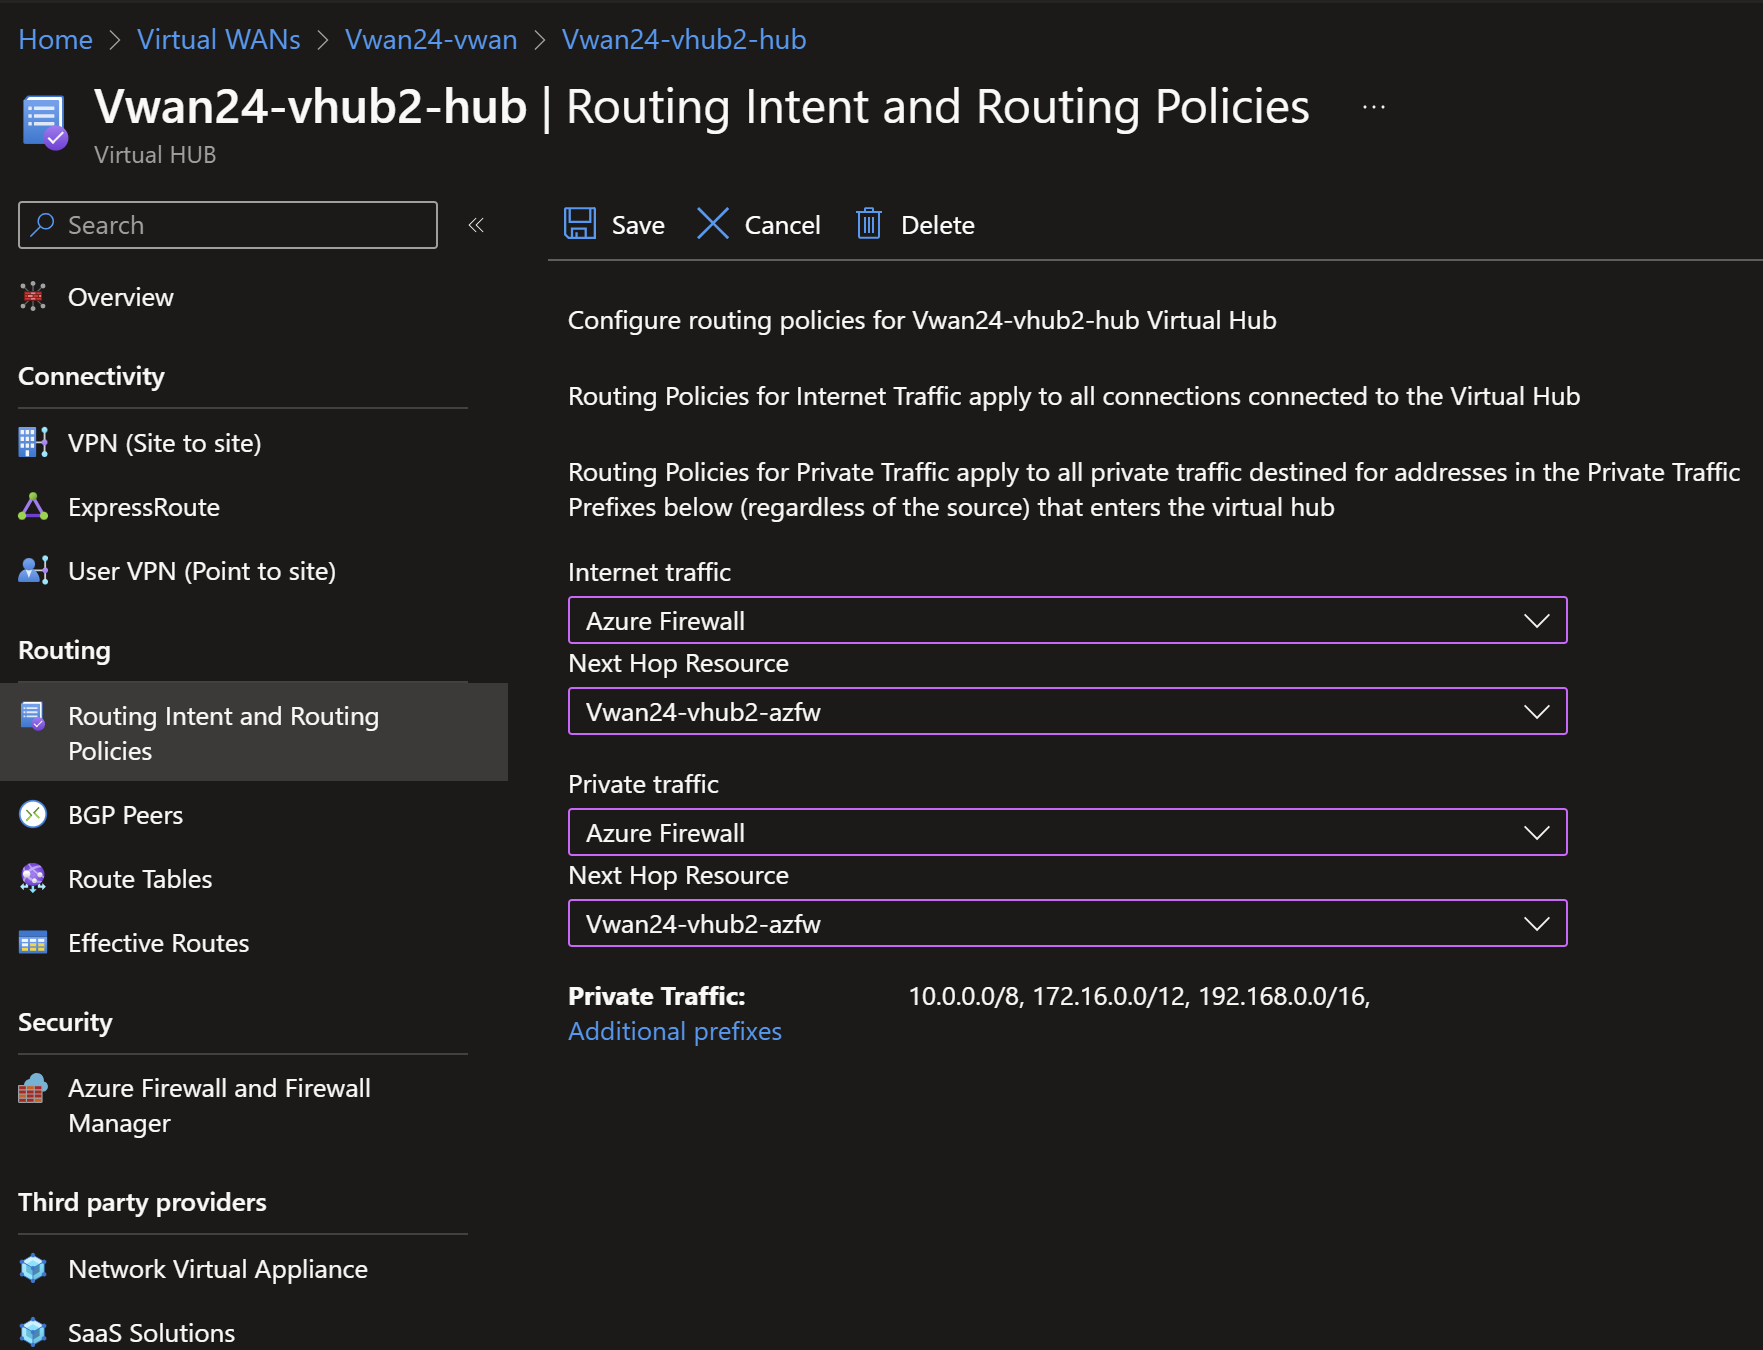 Home > Virtual WANs > Vwan24-vwan > Vwan24-vhub2-hub
Vwan24-vhub2-hub | Routing Intent and Routing Policies ...
Virtual HUB
Search
Overview
Connectivity
VPN (Site to site)
ExpressRoute
User VPN (Point to site)
Routing
Routing Intent and Routing
Policies
BGP Peers
Route Tables
Effective Routes
Security
Azure Firewall and Firewall
Manager
Third party providers
Network Virtual Appliance
SaaS Solutions
Save Cancel Delete
Configure routing policies for Vwan24-vhub2-hub Virtual Hub
Routing Policies for Internet Traffic apply to all connections connected to the Virtual Hub
Routing Policies for Private Traffic apply to all private traffic destined for addresses in the Private Traffic
Prefixes below (regardless of the source) that enters the virtual hub
Internet traffic
Azure Firewall
Next Hop Resource
Vwan24-vhub2-azfw
Private traffic
Azure Firewall
Next Hop Resource
Vwan24-vhub2-azfw
Private Traffic: 10.0.0.0/8, 172.16.0.0/12, 192.168.0.0/16,
Additional prefixes